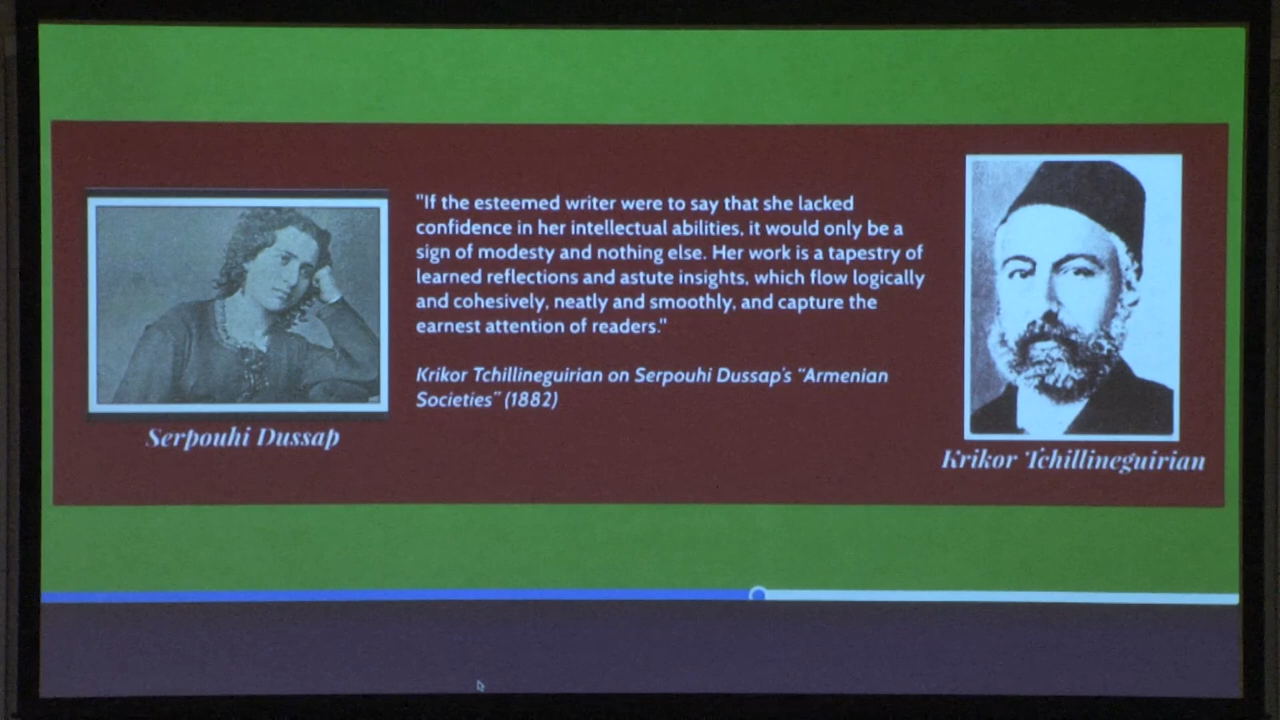 "If the esteemed writer were to say that she lacked
confidence in her intellectual abilities, it would only be a
sign of modesty and nothing else. Her work is a tapestry of
learned reflections and astute insights, which flow logically
and cohesively, neatly and smoothly, and capture the
earnest attention of readers."
Krikor Tchillineguirian on Serpouhi Dussap's "Armenian
Societies" (1882)
Serpouhi Dussap
Krikor Tchillineguirian